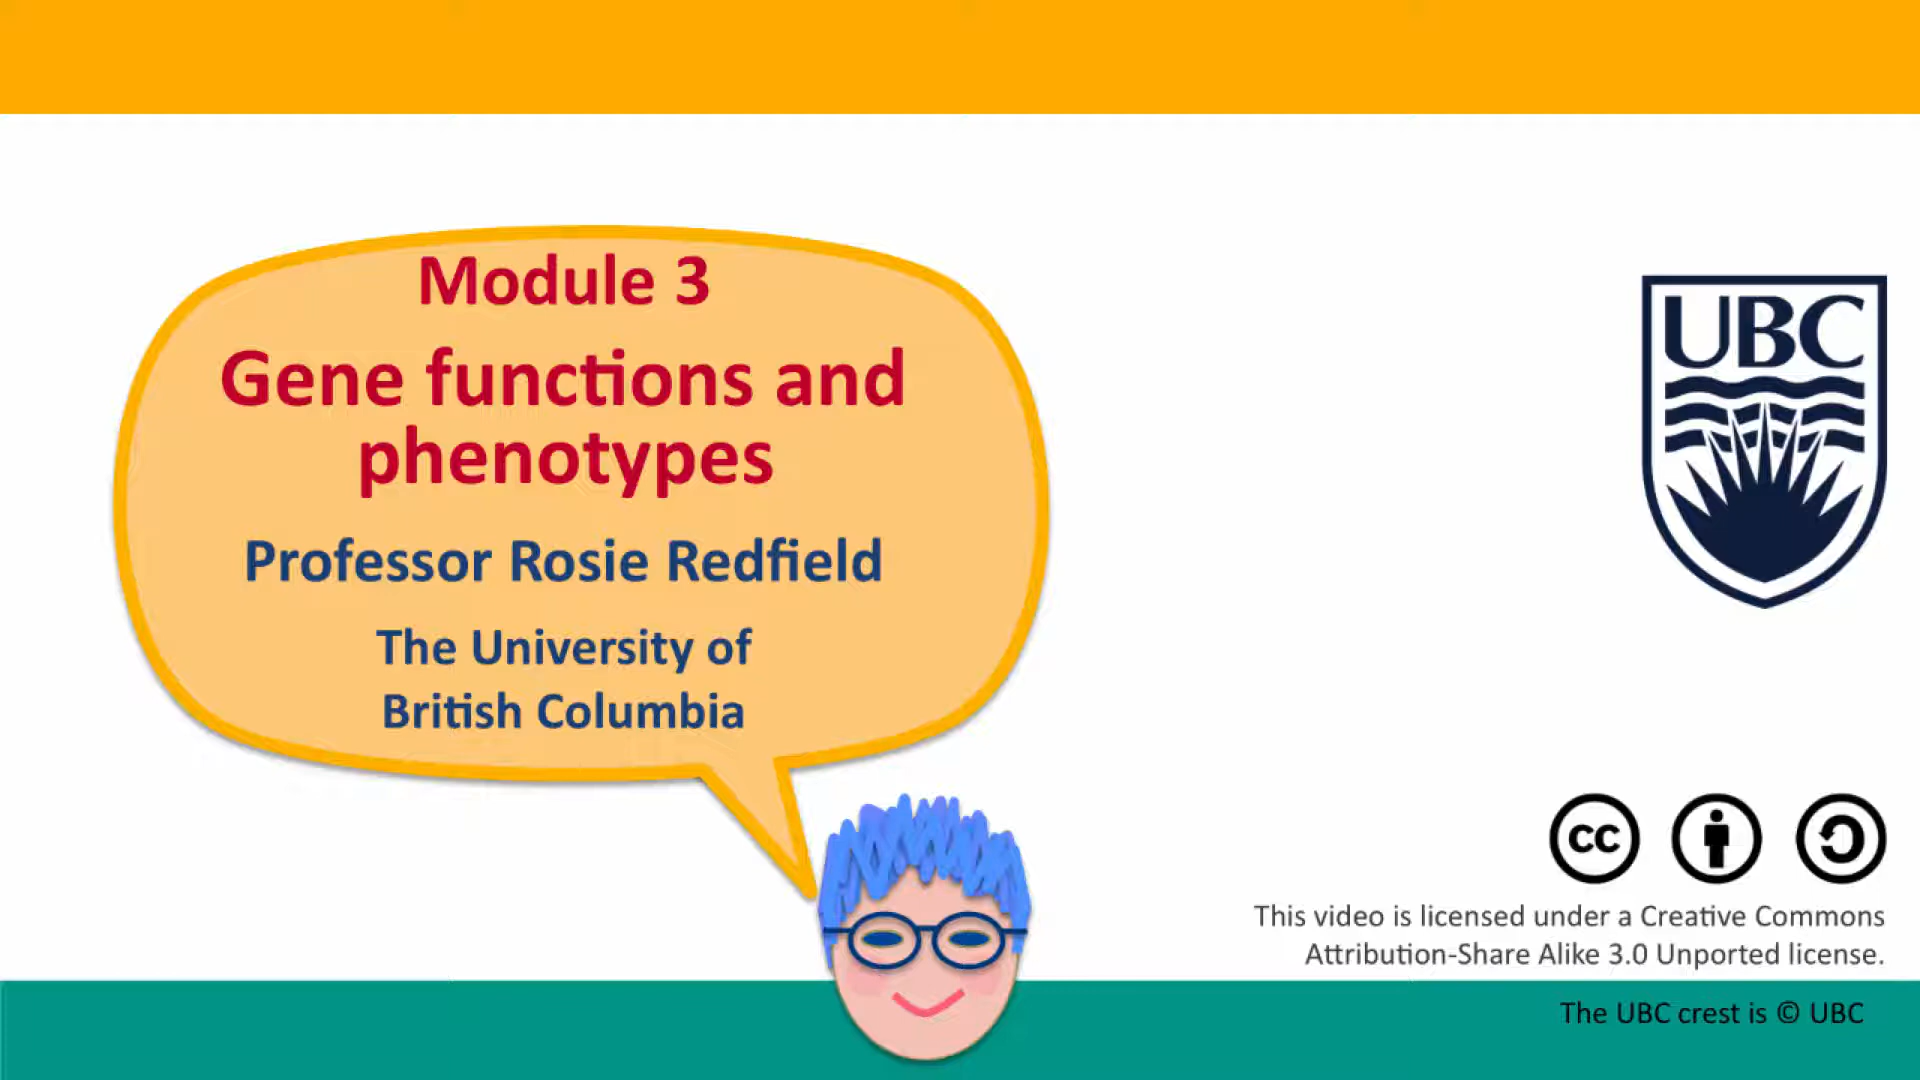 Module 3
Gene functions and
phenotypes
Professor Rosie Redfield
The University of
British Columbia
UBC
cc
This video is licensed under a Creative Commons
Attribution-Share Alike 3.0 Unported license.
The UBC crest is © UBC